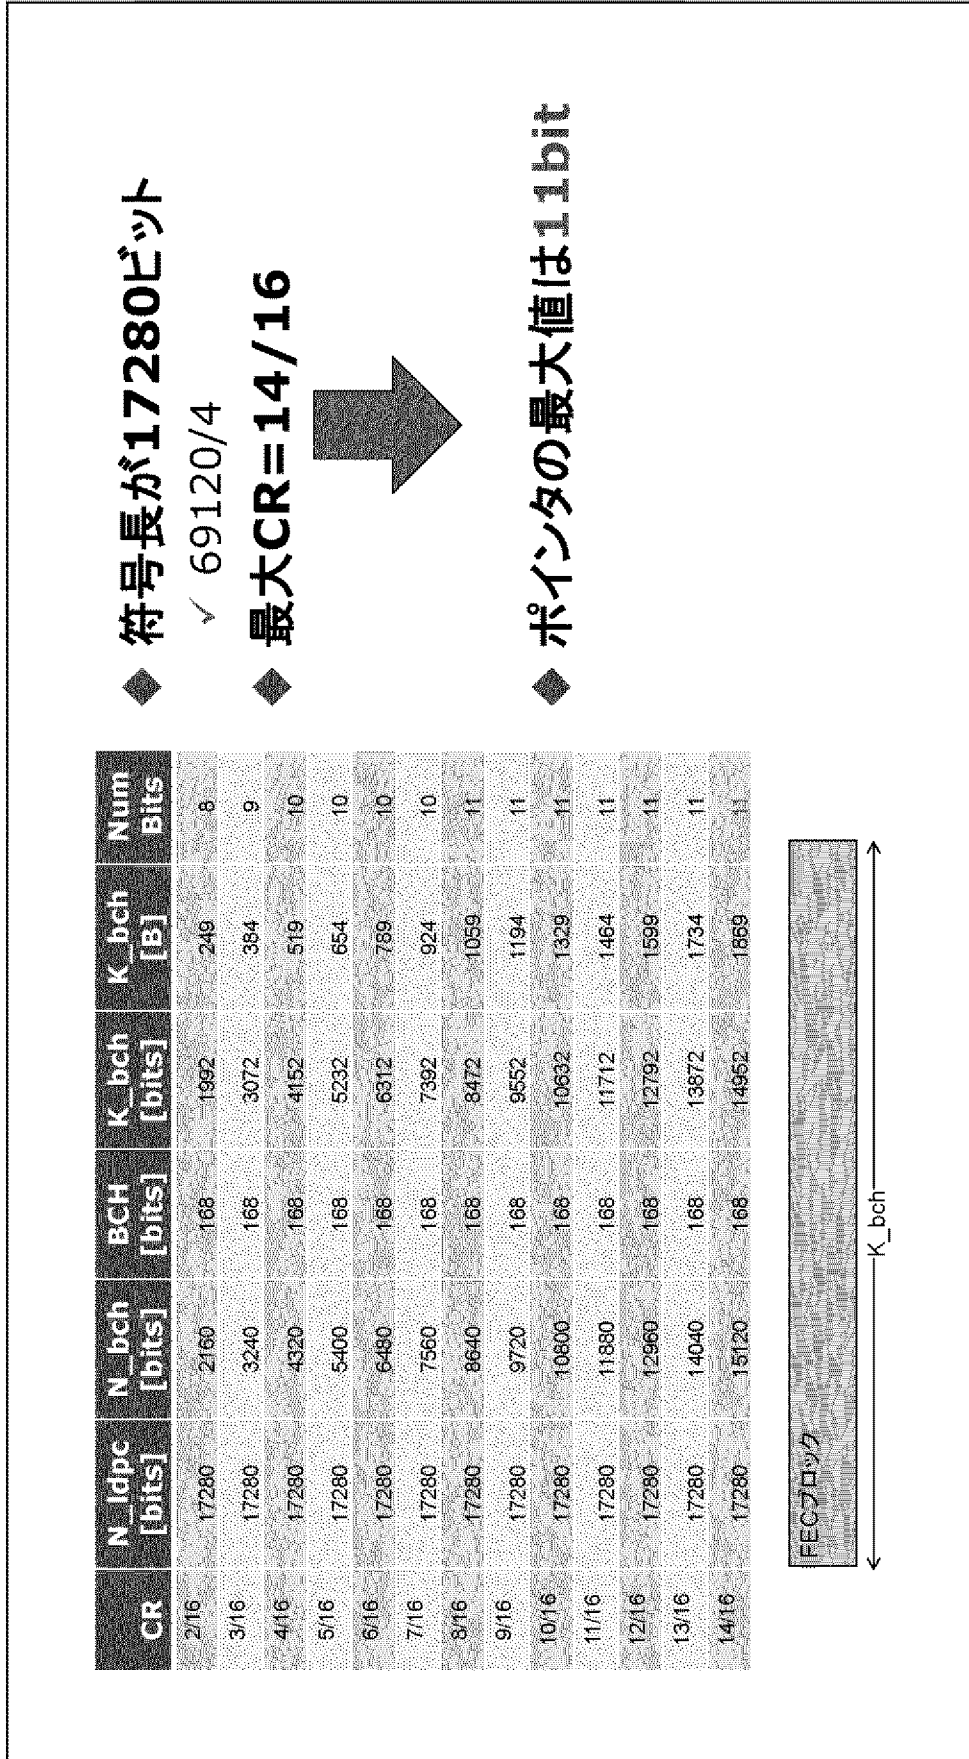 CR N_ldpc [bits] N_bch [bits] BCH [bits] K_bch [bits] K_bch [B] Num Bits
2/16 17280 2160 168 1992 249 8
3/16 17280 3240 168 3072 384 9
4/16 17280 4320 168 4152 519 10
5/16 17280 5400 168 5232 654 10
6/16 17280 6480 168 6312 789 10
7/16 17280 7560 168 7392 924 10
8/16 17280 8640 168 8472 1059 11
9/16 17280 9720 168 9552 1194 11
10/16 17280 10800 168 10632 1329 11
11/16 17280 11880 168 11712 1464 11
12/16 17280 12960 168 12792 1599 11
13/16 17280 14040 168 13872 1734 11
14/16 17280 15120 168 14952 1869 11
FECブロック
K_bch
◆ 符号長が17280ビット
✓ 69120/4
◆ 最大CR=14/16
◆ ポインタの最大値は11bit